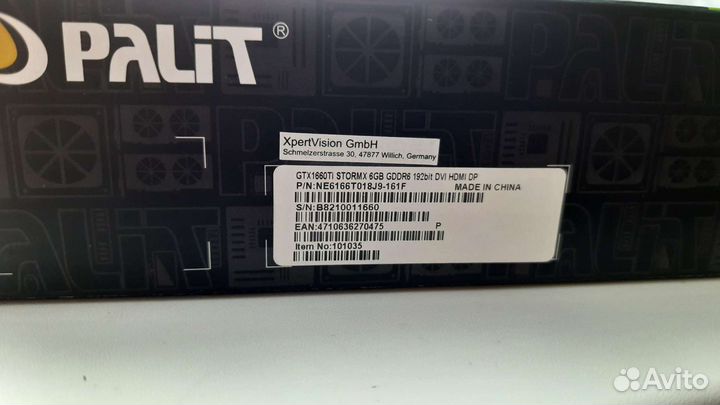 PALiT®
XpertVision GmbH
Schmelzerstrasse 30, 47877 Willich, Germany
GTX1660Ti STORMX 6GB GDDR6 192bit DVI HDMI DP
P/N:NE6166T018J9-161F MADE IN CHINA
S/N:B8210011660
EAN:4710636270475 P
Item No:101035
Avito